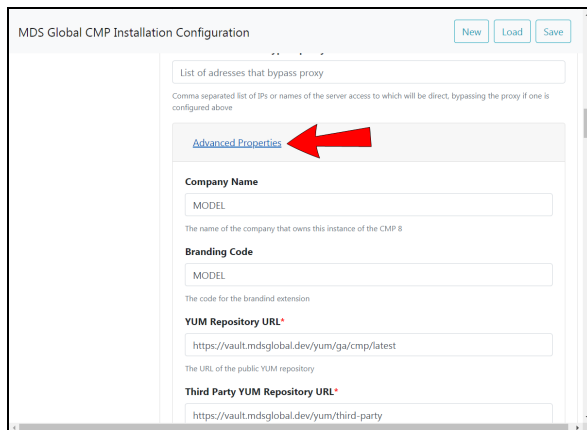 MDS Global CMP Installation Configuration
New Load Save
List of adresses that bypass proxy
Comma separated list of IPs or names of the server access to which will be direct, bypassing the proxy if one is
configured above
Advanced Properties
Company Name
MODEL
The name of the company that owns this instance of the CMP 8
Branding Code
MODEL
The code for the brandind extension
YUM Repository URL*
https://vault.mdsglobal.dev/yum/ga/cmp/latest
The URL of the public YUM repository
Third Party YUM Repository URL*
https://vault.mdsglobal.dev/yum/third-party